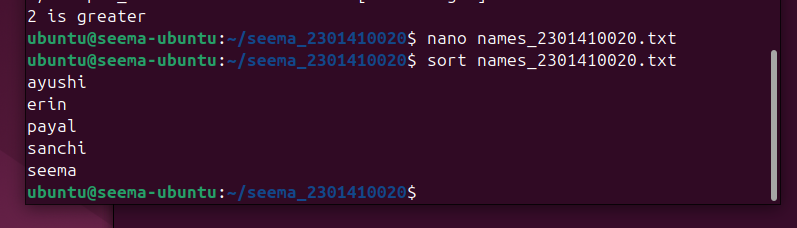 2 is greater
ubuntu@seema-ubuntu:~/seema_2301410020$ nano names_2301410020.txt
ubuntu@seema-ubuntu:~/seema_2301410020$ sort names_2301410020.txt
ayushi
erin
payal
sanchi
seema
ubuntu@seema-ubuntu:~/seema_2301410020$